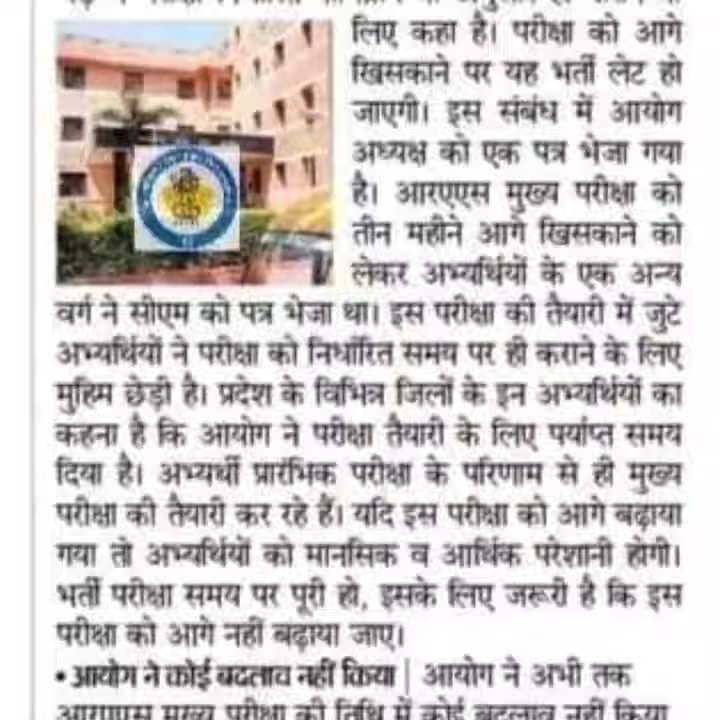 लिए कहा है। परीक्षा को आगे
खिसकाने पर यह भर्ती लेट हो
जाएगी। इस संबंध में आयोग
अध्यक्ष को एक पत्र भेजा गया
है। आरएएस मुख्य परीक्षा को
तीन महीने आगे खिसकाने को
लेकर अभ्यर्थियों के एक अन्य
वर्ग ने सीएम को पत्र भेजा था। इस परीक्षा की तैयारी में जुटे
अभ्यर्थियों ने परीक्षा को निर्धारित समय पर ही कराने के लिए
मुहिम छेड़ी है। प्रदेश के विभिन्न जिलों के इन अभ्यर्थियों का
कहना है कि आयोग ने परीक्षा तैयारी के लिए पर्याप्त समय
दिया है। अभ्यर्थी प्रारंभिक परीक्षा के परिणाम से ही मुख्य
परीक्षा की तैयारी कर रहे हैं। यदि इस परीक्षा को आगे बढ़ाया
गया तो अभ्यर्थियों को मानसिक व आर्थिक परेशानी होगी।
भर्ती परीक्षा समय पर पूरी हो, इसके लिए जरूरी है कि इस
परीक्षा को आगे नहीं बढ़ाया जाए।
• आयोग ने कोई बदलाव नहीं किया | आयोग ने अभी तक
आरएएस मुख्य परीक्षा की तिथि में कोई बदलाव नहीं किया